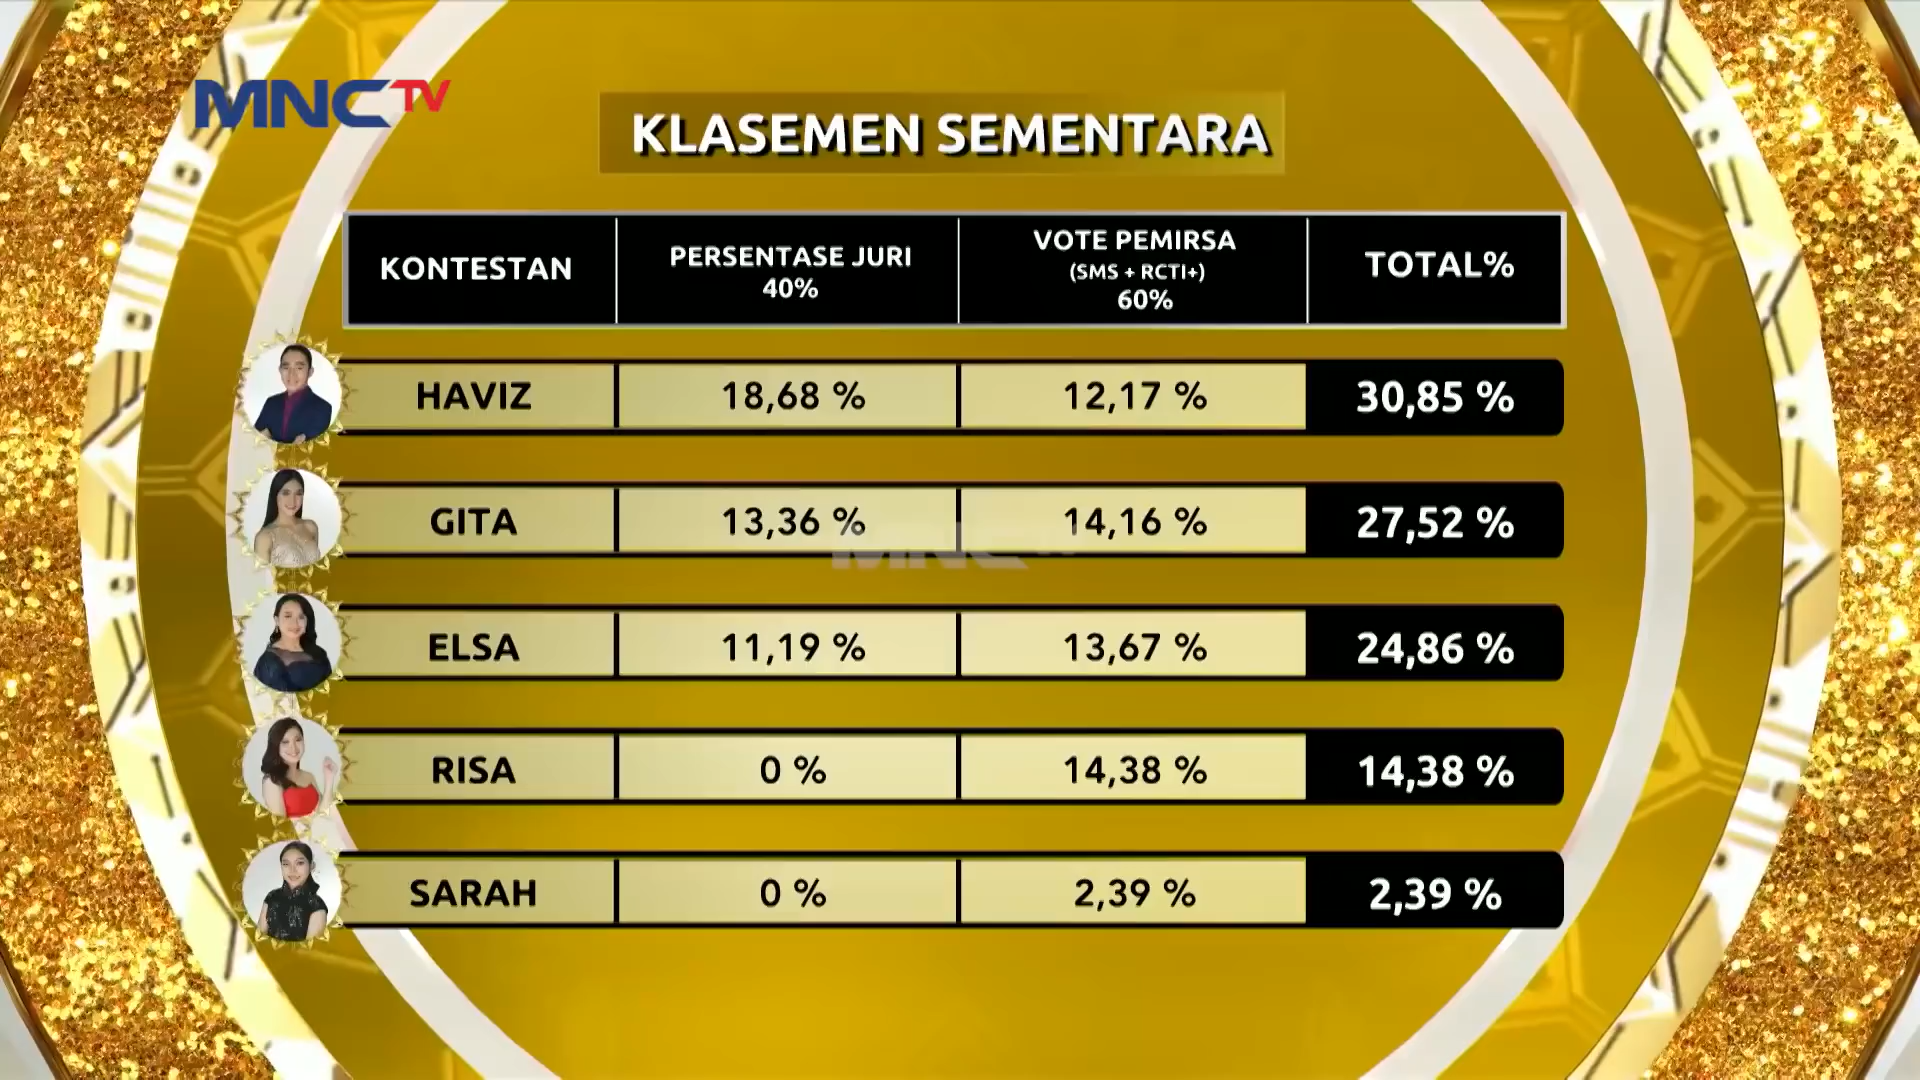 MNCTV
KLASEMEN SEMENTARA
KONTESTAN
PERSENTASE JURI
40%
VOTE PEMIRSA
(SMS + RCTI+)
60%
TOTAL%
HAVIZ 18,68 % 12,17 % 30,85 %
GITA 13,36 % 14,16 % 27,52 %
MNCTV
ELSA 11,19 % 13,67 % 24,86 %
RISA 0 % 14,38 % 14,38 %
SARAH 0 % 2,39 % 2,39 %